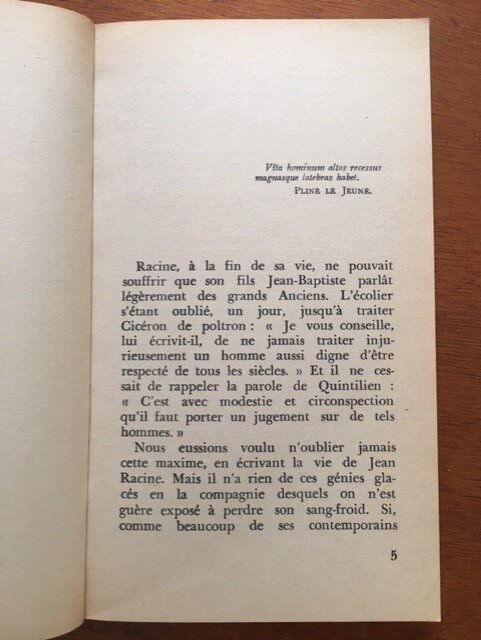 Vita hominum altos recessus
magnasque latebras habet.
PLINE LE JEUNE.
Racine, à la fin de sa vie, ne pouvait
souffrir que son fils Jean-Baptiste parlât
légèrement des grands Anciens. L'écolier
s'étant oublié, un jour, jusqu'à traiter
Cicéron de poltron : « Je vous conseille,
lui écrivit-il, de ne jamais traiter inju-
rieusement un homme aussi digne d'être
respecté de tous les siècles. » Et il ne ces-
sait de rappeler la parole de Quintilien :
« C'est avec modestie et circonspection
qu'il faut porter un jugement sur de tels
hommes. »
Nous eussions voulu n'oublier jamais
cette maxime, en écrivant la vie de Jean
Racine. Mais il n'a rien de ces génies gla-
cés en la compagnie desquels on n'est
guère exposé à perdre son sang-froid. Si,
comme beaucoup de ses contemporains
5